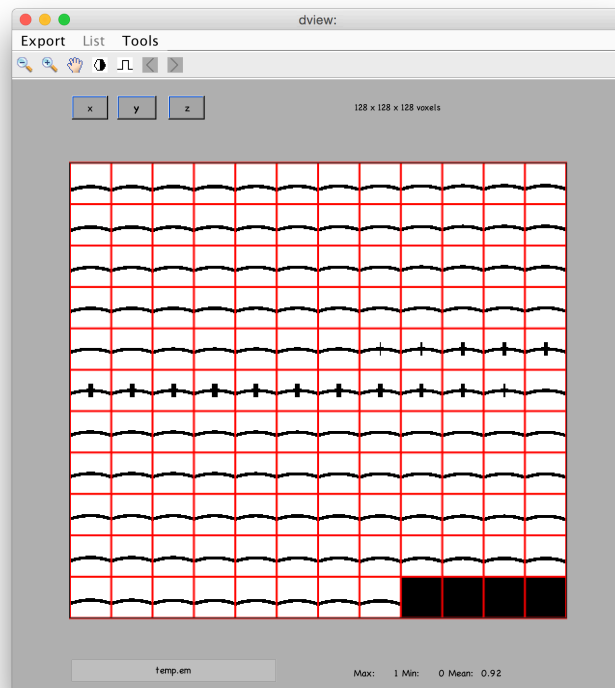 dview:
Export List Tools
x y z 128 x 128 x 128 voxels
temp.em Max: 1 Min: 0 Mean: 0.92